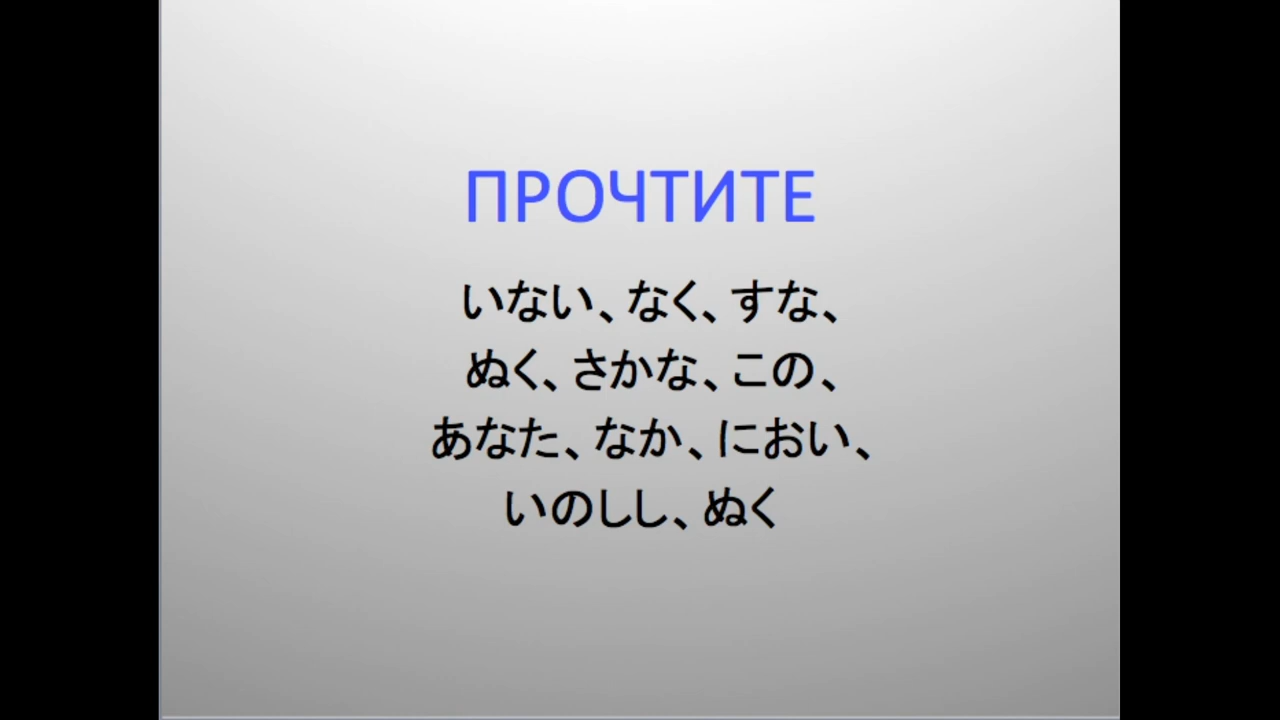 ПРОЧТИТЕ
いない、なく、すな、
ぬく、さかな、この、
あなた、なか、におい、
いのしし、ぬく